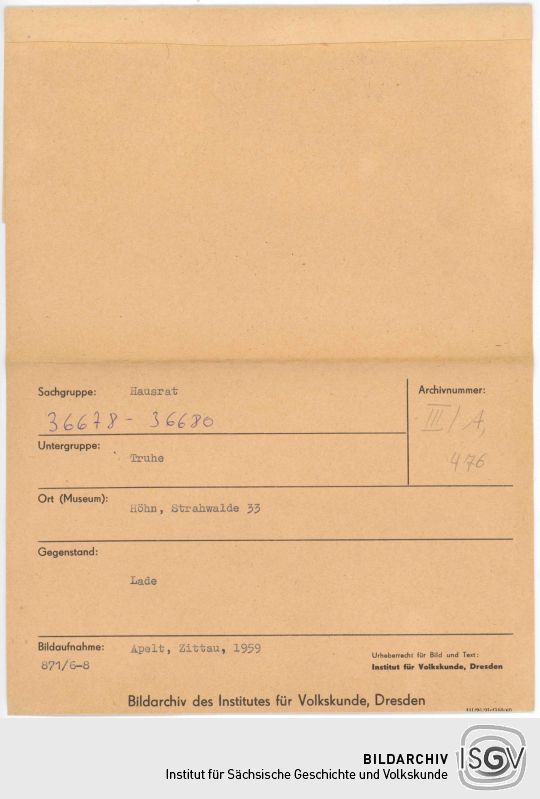 Sachgruppe: Hausrat
36678 - 36680
Archivnummer:
III/A,
476
Untergruppe:
Truhe
Ort (Museum):
Höhn, Strahwalde 33
Gegenstand:
Lade
Bildaufnahme: Apelt, Zittau, 1959
871/6-8
Urheberrecht für Bild und Text:
Institut für Volkskunde, Dresden
Bildarchiv des Institutes für Volkskunde, Dresden
BILDARCHIV
Institut für Sächsische Geschichte und Volkskunde
ISGV